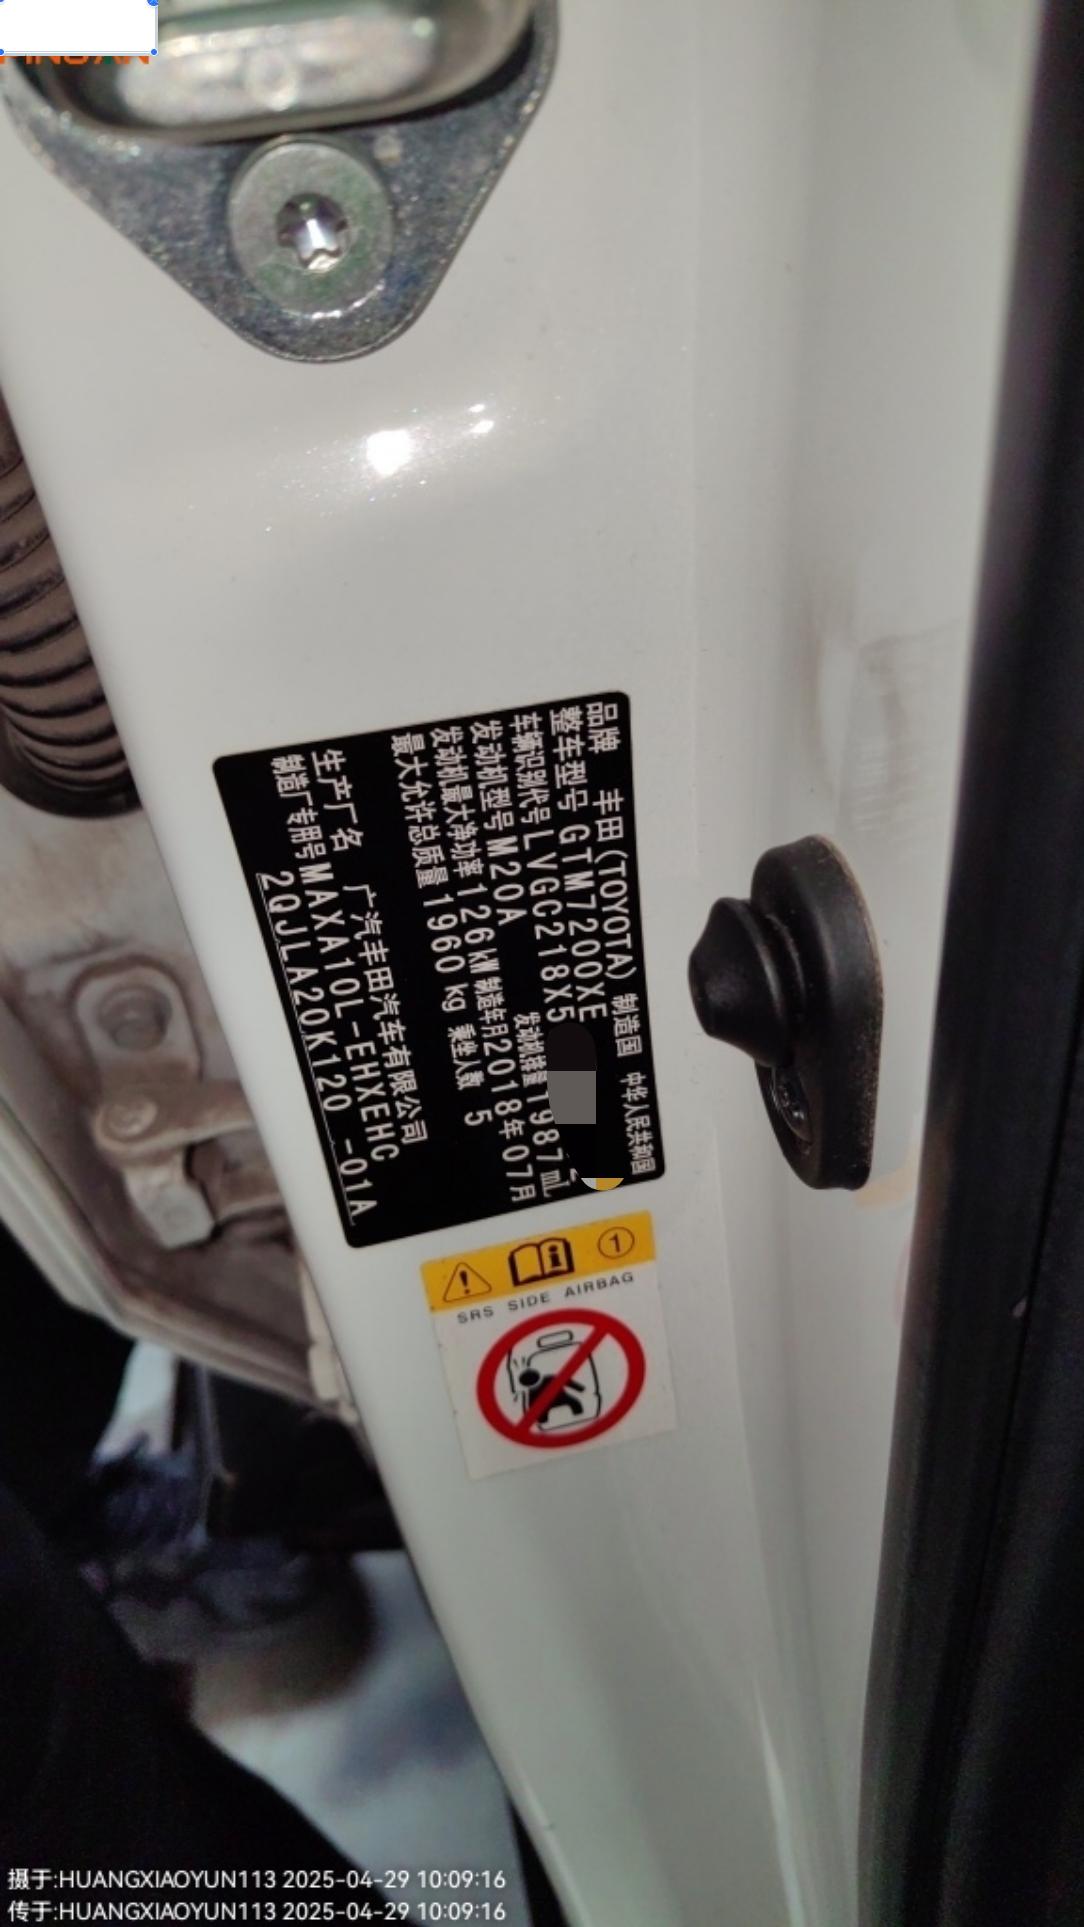 品牌 丰田(TOYOTA) 制造国 中华人民共和国
整车型号 GTM7200XE
车辆识别代号 LVGC218X5
发动机型号 M20A 发动机排量 1987 mL
发动机最大净功率 126kW 制造年月 2018年07月
最大允许总质量 1960 kg 乘坐人数 5
生产厂名 广汽丰田汽车有限公司
制造厂专用号 MAXA10L-EHXEHC
2QJLA20K120 -01A
1
SRS SIDE AIRBAG
摄于:HUANGXIAOYUN113 2025-04-29 10:09:16
传于:HUANGXIAOYUN113 2025-04-29 10:09:16